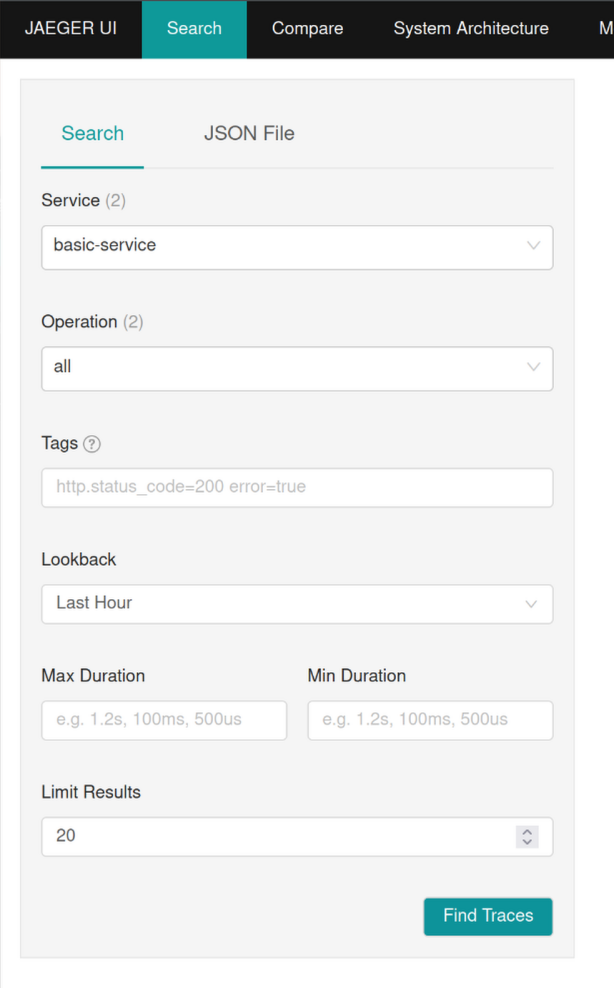 JAEGER UI Search Compare System Architecture M
Search JSON File
Service (2)
basic-service
Operation (2)
all
Tags ?
http.status_code=200 error=true
Lookback
Last Hour
Max Duration Min Duration
e.g. 1.2s, 100ms, 500us e.g. 1.2s, 100ms, 500us
Limit Results
20
Find Traces